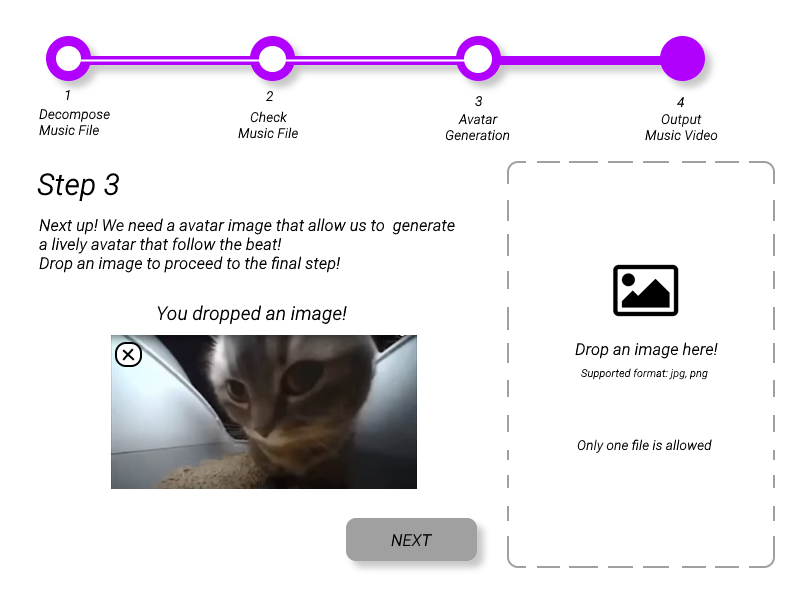 1
Decompose
Music File
2
Check
Music File
3
Avatar
Generation
4
Output
Music Video
Step 3
Next up! We need a avatar image that allow us to generate
a lively avatar that follow the beat!
Drop an image to proceed to the final step!
You dropped an image!
NEXT
Drop an image here!
Supported format: jpg, png
Only one file is allowed